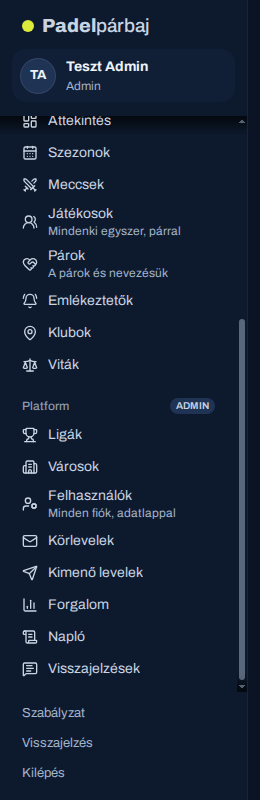 Padelpárbaj
TA
Teszt Admin
Admin
Áttekintés
Szezonok
Meccsek
Játékosok
Mindenki egyszer, párral
Párok
A párok és nevezésük
Emlékeztetők
Klubok
Viták
Platform ADMIN
Ligák
Városok
Felhasználók
Minden fiók, adatlappal
Körlevelek
Kimenő levelek
Forgalom
Napló
Visszajelzések
Szabályzat
Visszajelzés
Kilépés